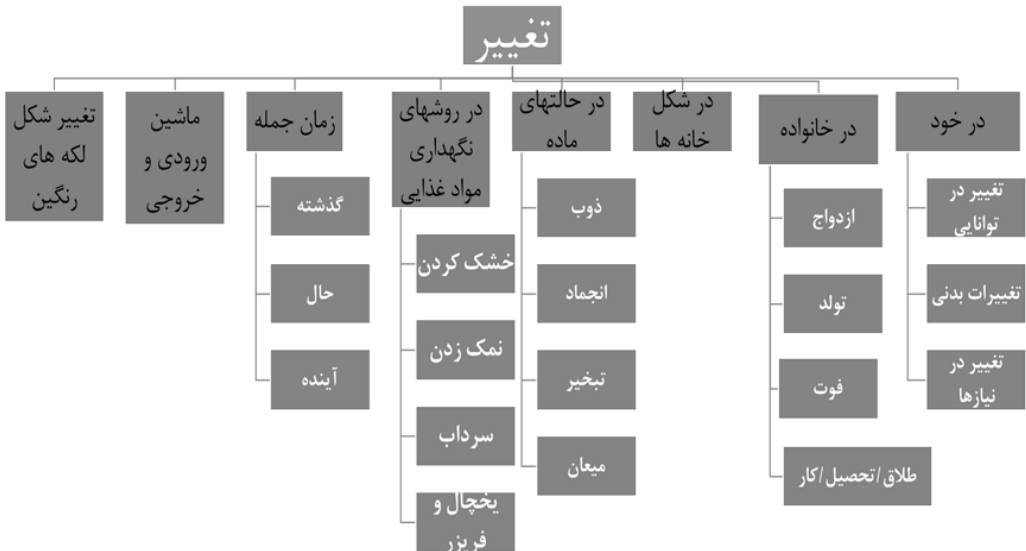 تغییر
در خود
تغییر در
توانایی
تغییرات بدنی
تغییر در
نیازها
در خانواده
ازدواج
تولد
فوت
طلاق/تحصیل/کار
در شکل
خانه ها
در حالتهای
ماده
ذوب
انجماد
تبخیر
میعان
در روشهای
نگهداری
مواد غذایی
خشک کردن
نمک زدن
سرداب
یخچال و
فریزر
زمان جمله
گذشته
حال
آینده
ماشین
ورودی و
خروجی
تغییر شکل
لکه های
رنگین